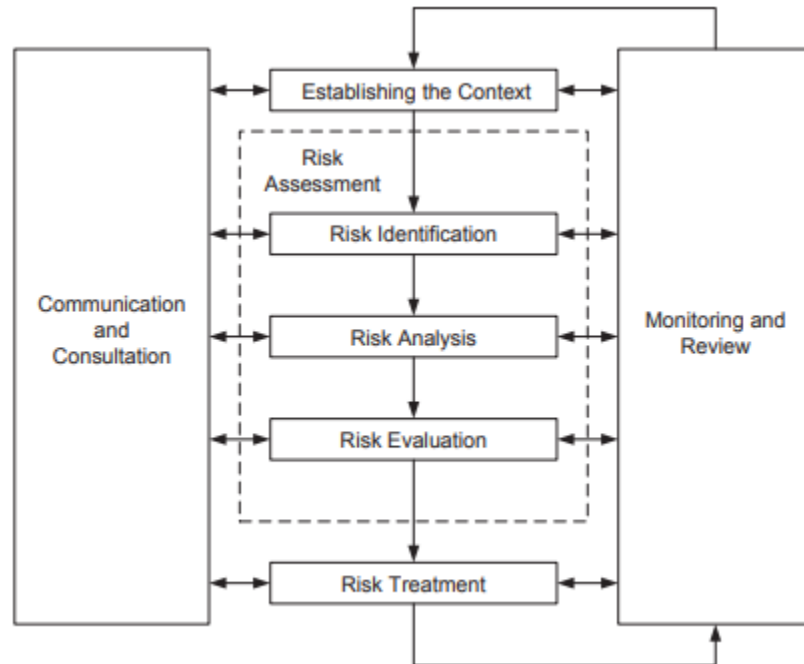 Establishing the Context
Risk
Assessment
Risk Identification
Communication
and
Consultation
Risk Analysis
Monitoring and
Review
Risk Evaluation
Risk Treatment